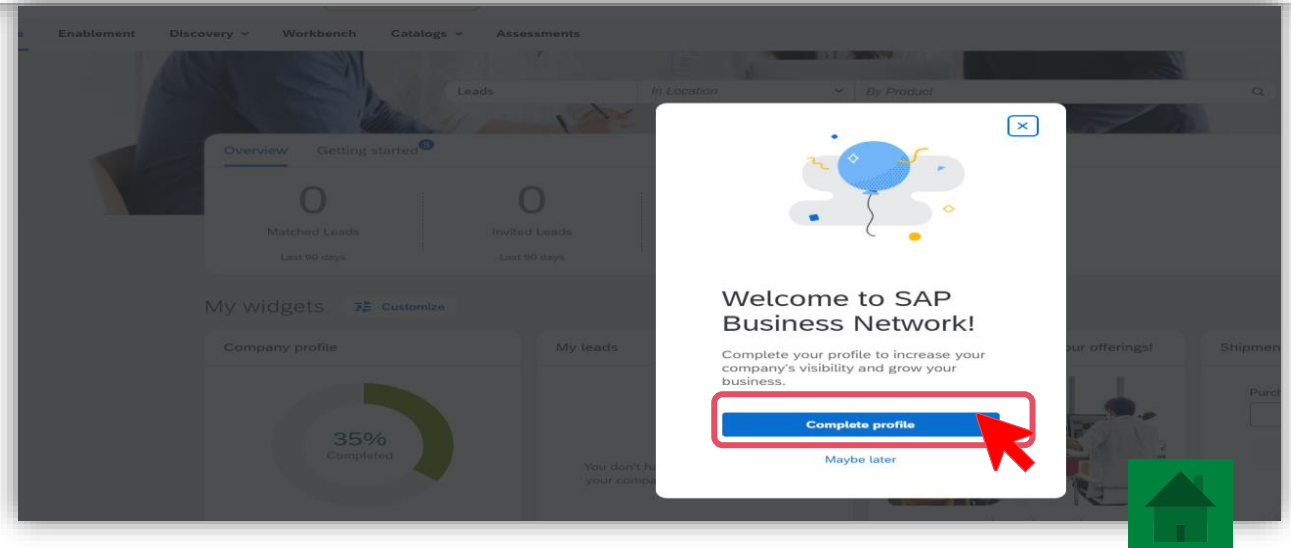 Enablement Discovery Workbench Catalogs Assessments
Leads In Location By Product
Overview Getting started 5
0 0
Matched Leads Invited Leads
Last 90 days Last 90 days
My widgets Customize
Company profile My leads our offerings! Shipmen
35%
Completed
You don't ha
your compa
Purch
Welcome to SAP
Business Network!
Complete your profile to increase your
company's visibility and grow your
business.
Complete profile
Maybe later